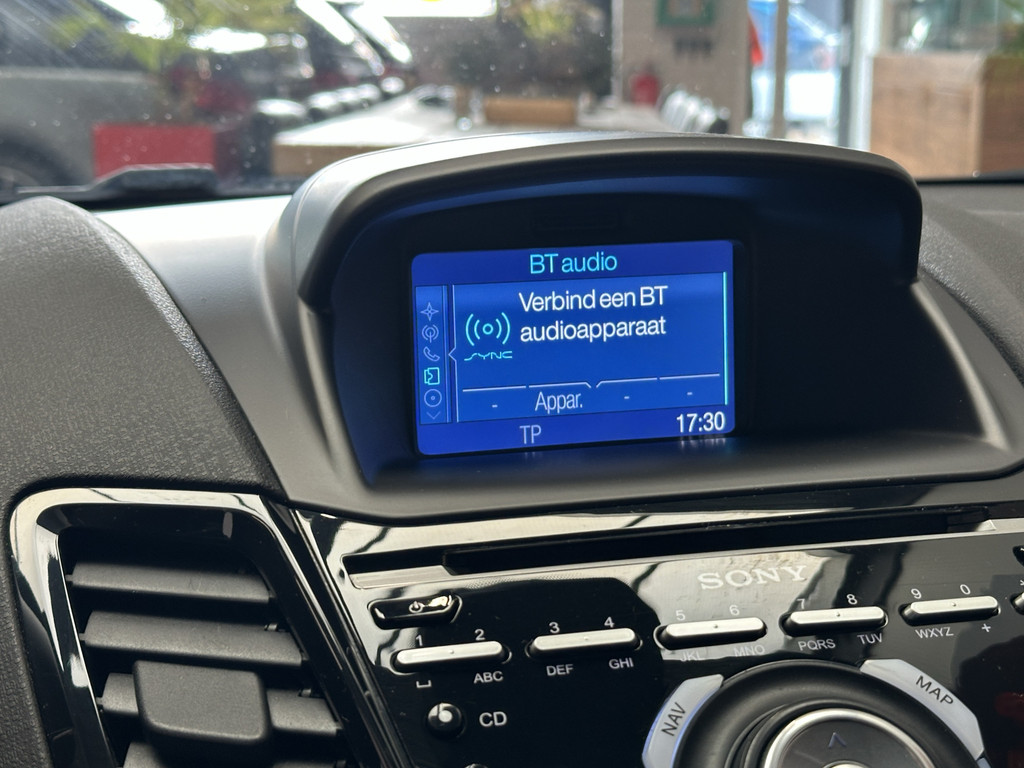 BT audio
Verbind een BT
audioapparaat
SYNC
- Appar. - -
TP 17:30
SONY
1 2 3 4 5 6 7 8 9 0
ABC DEF GHI JKL MNO PQRS TUV WXYZ +
CD
NAV MAP